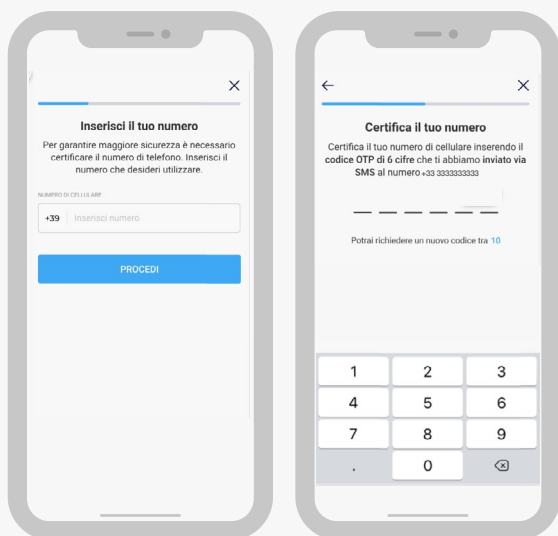 Inserisci il tuo numero
Per garantire maggiore sicurezza è necessario
certificare il numero di telefono. Inserisci il
numero che desideri utilizzare.
NUMERO DI CELLULARE
+39 Inserisci numero
PROCEDI
Certifica il tuo numero
Certifica il tuo numero di cellulare inserendo il
codice OTP di 6 cifre che ti abbiamo inviato via
SMS al numero +33 3333333333
Potrai richiedere un nuovo codice tra 10
1 2 3
4 5 6
7 8 9
. 0